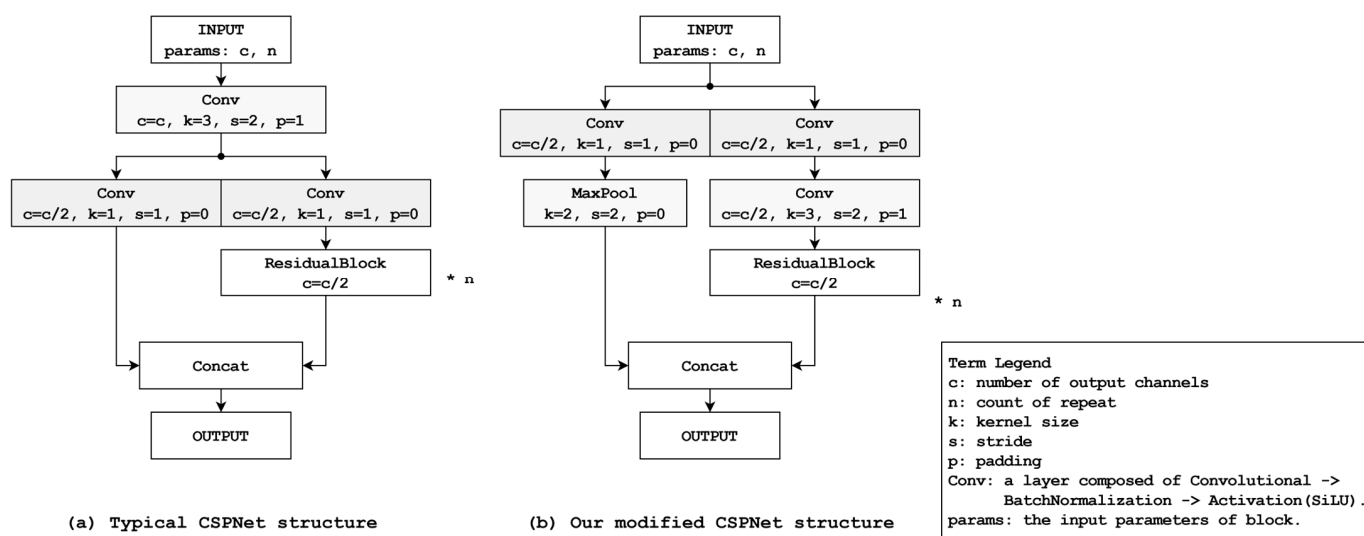 INPUT
params: c, n
Conv
c=c, k=3, s=2, p=1
Conv
c=c/2, k=1, s=1, p=0
Conv
c=c/2, k=1, s=1, p=0
ResidualBlock
c=c/2
* n
Concat
OUTPUT
(a) Typical CSPNet structure
INPUT
params: c, n
Conv
c=c/2, k=1, s=1, p=0
Conv
c=c/2, k=1, s=1, p=0
MaxPool
k=2, s=2, p=0
Conv
c=c/2, k=3, s=2, p=1
ResidualBlock
c=c/2
* n
Concat
OUTPUT
(b) Our modified CSPNet structure
Term Legend
c: number of output channels
n: count of repeat
k: kernel size
s: stride
p: padding
Conv: a layer composed of Convolutional ->
BatchNormalization -> Activation(SiLU).
params: the input parameters of block.